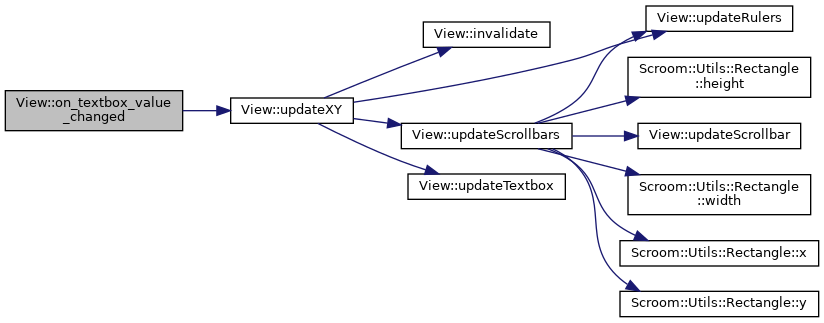 View::on_textbox_value
_changed
View::updateXY
View::invalidate
View::updateScrollbars
View::updateTextbox
View::updateRulers
Scroom::Utils::Rectangle
::height
View::updateScrollbar
Scroom::Utils::Rectangle
::width
Scroom::Utils::Rectangle::x
Scroom::Utils::Rectangle::y